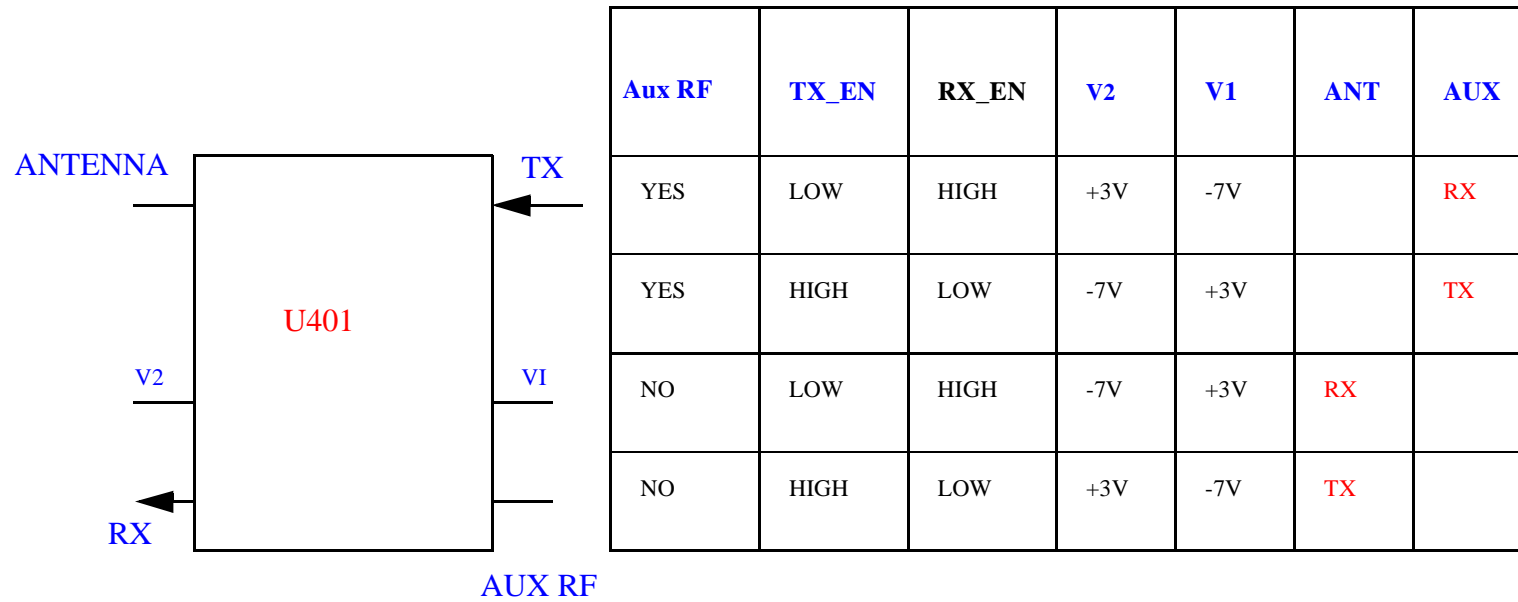 ANTENNA
TX
U401
V2
VI
RX
AUX RF
Aux RF TX_EN RX_EN V2 V1 ANT AUX
YES LOW HIGH +3V -7V RX
YES HIGH LOW -7V +3V TX
NO LOW HIGH -7V +3V RX
NO HIGH LOW +3V -7V TX